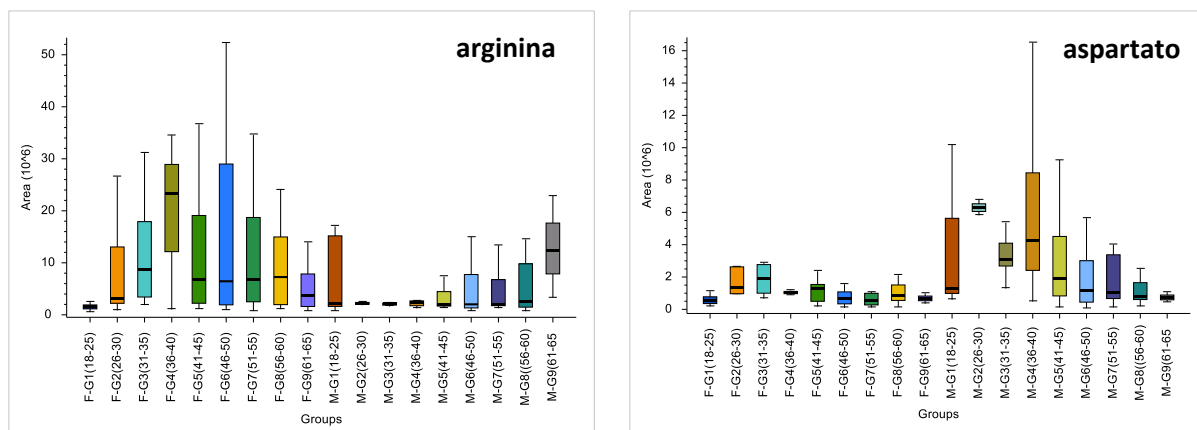 arginina
Area (10^6)
50
40
30
20
10
0
F-G1(18-25)
F-G2(26-30)
F-G3(31-35)
F-G4(36-40)
F-G5(41-45)
F-G6(46-50)
F-G7(51-55)
F-G8(56-60)
F-G9(61-65)
M-G1(18-25)
M-G2(26-30)
M-G3(31-35)
M-G4(36-40)
M-G5(41-45)
M-G6(46-50)
M-G7(51-55)
M-G8((56-60)
M-G9(61-65
Groups
aspartato
Area (10^6)
16
14
12
10
8
6
4
2
0
F-G1(18-25)
F-G2(26-30)
F-G3(31-35)
F-G4(36-40)
F-G5(41-45)
F-G6(46-50)
F-G7(51-55)
F-G8(56-60)
F-G9(61-65)
M-G1(18-25)
M-G2(26-30)
M-G3(31-35)
M-G4(36-40)
M-G5(41-45)
M-G6(46-50)
M-G7(51-55)
M-G8((56-60)
M-G9(61-65
Groups